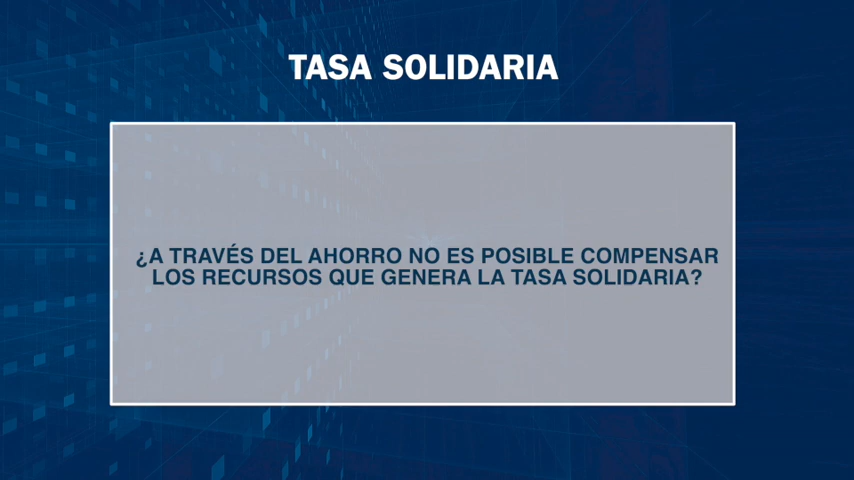 TASA SOLIDARIA
¿A TRAVÉS DEL AHORRO NO ES POSIBLE COMPENSAR
LOS RECURSOS QUE GENERA LA TASA SOLIDARIA?